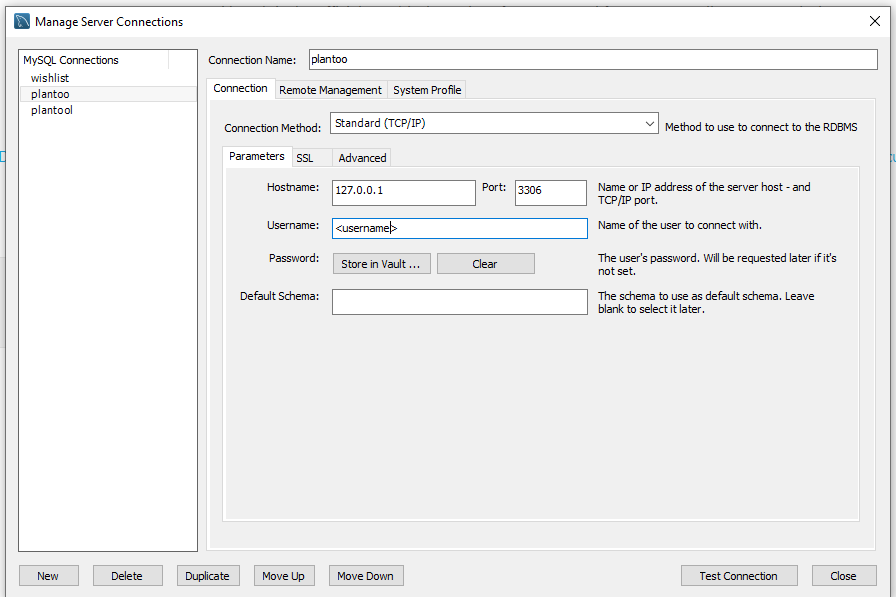 Manage Server Connections
MySQL Connections
wishlist
plantoo
plantool
Connection Name: plantoo
Connection Remote Management System Profile
Connection Method: Standard (TCP/IP) Method to use to connect to the RDBMS
Parameters SSL Advanced
Hostname: 127.0.0.1 Port: 3306 Name or IP address of the server host - and
TCP/IP port.
Username: <username> Name of the user to connect with.
Password: Store in Vault ... Clear The user's password. Will be requested later if it's
not set.
Default Schema: The schema to use as default schema. Leave
blank to select it later.
New Delete Duplicate Move Up Move Down Test Connection Close